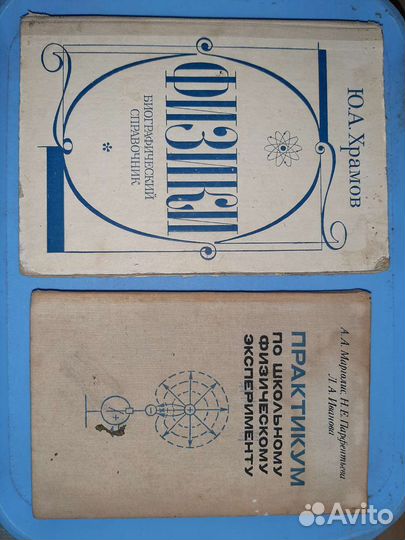 Ю.А.Храмов
ФИЗИКИ
БИОГРАФИЧЕСКИЙ
СПРАВОЧНИК
А. А. Марголис, Н. Е. Парфентьева
Л. А. Иванова
ПРАКТИКУМ
ПО ШКОЛЬНОМУ
ФИЗИЧЕСКОМУ
ЭКСПЕРИМЕНТУ
Avito